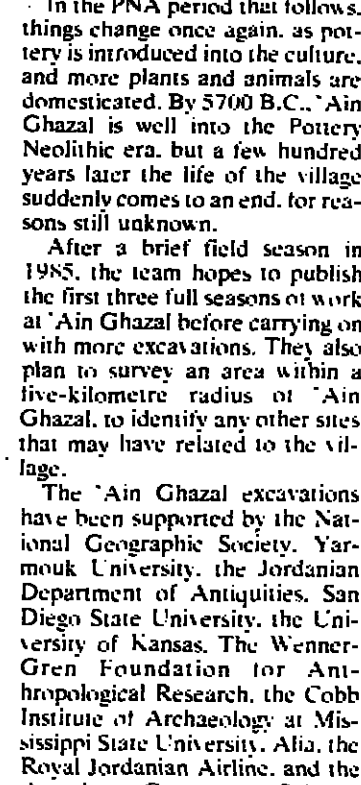 In the PNA period that follows,
things change once again, as pot-
tery is introduced into the culture,
and more plants and animals are
domesticated. By 5700 B.C., `Ain
Ghazal is well into the Pottery
Neolithic era, but a few hundred
years later the life of the village
suddenly comes to an end, for rea-
sons still unknown.
After a brief field season in
1985, the team hopes to publish
the first three full seasons of work
at `Ain Ghazal before carrying on
with more excavations. They also
plan to survey an area within a
five-kilometre radius of `Ain
Ghazal, to identify any other sites
that may have related to the vil-
lage.
The `Ain Ghazal excavations
have been supported by the Nat-
ional Geographic Society, Yar-
mouk University, the Jordanian
Department of Antiquities, San
Diego State University, the Uni-
versity of Kansas, The Wenner-
Gren Foundation for Ant-
hropological Research, the Cobb
Institute of Archaeology at Mis-
sissippi State University, Alia, the
Royal Jordanian Airline, and the